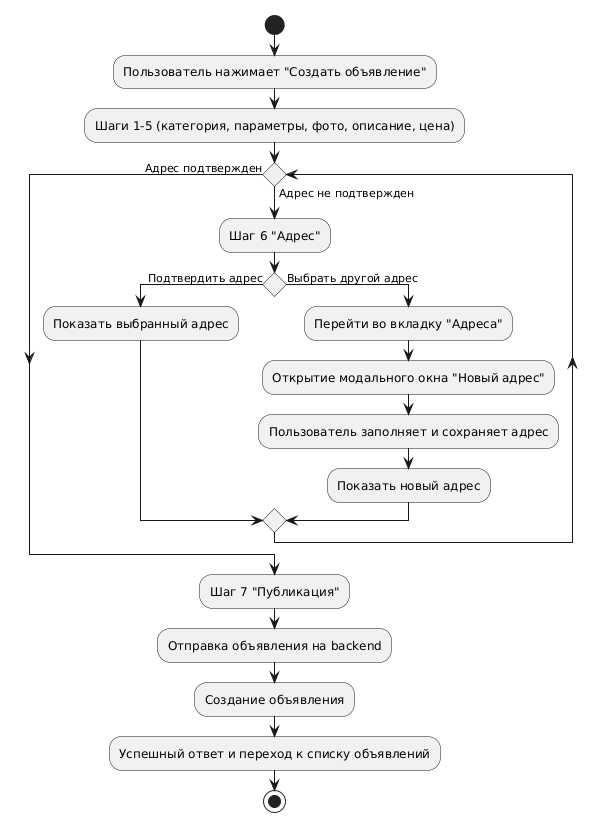 Пользователь нажимает "Создать объявление"
Шаги 1-5 (категория, параметры, фото, описание, цена)
Адрес подтвержден
Адрес не подтвержден
Шаг 6 "Адрес"
Подтвердить адрес
Выбрать другой адрес
Показать выбранный адрес
Перейти во вкладку "Адреса"
Открытие модального окна "Новый адрес"
Пользователь заполняет и сохраняет адрес
Показать новый адрес
Шаг 7 "Публикация"
Отправка объявления на backend
Создание объявления
Успешный ответ и переход к списку объявлений